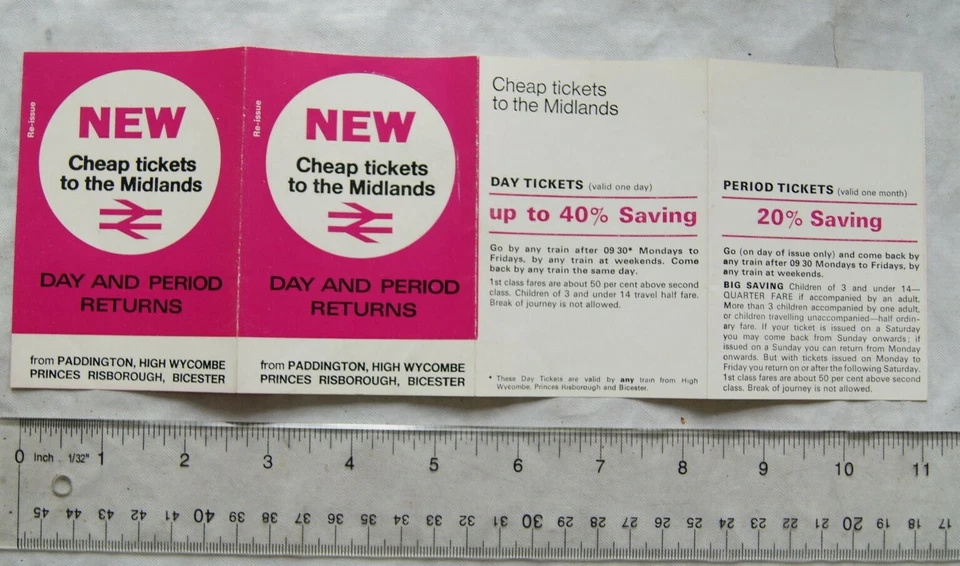 Re-issue
NEW
Cheap tickets
to the Midlands
DAY AND PERIOD
RETURNS
from PADDINGTON, HIGH WYCOMBE
PRINCES RISBOROUGH, BICESTER
Re-issue
NEW
Cheap tickets
to the Midlands
DAY AND PERIOD
RETURNS
from PADDINGTON, HIGH WYCOMBE
PRINCES RISBOROUGH, BICESTER
Cheap tickets
to the Midlands
DAY TICKETS (valid one day)
up to 40% Saving
Go by any train after 09 30* Mondays to
Fridays, by any train at weekends. Come
back by any train the same day.
1st class fares are about 50 per cent above second
class. Children of 3 and under 14 travel half fare.
Break of journey is not allowed.
* These Day Tickets are valid by any train from High
Wycombe, Princes Risboro and Bicester.
PERIOD TICKETS (valid one month)
20% Saving
Go (on day of issue only) and come back by
any train after 09 30 Mondays to Fridays, by
any train at weekends.
BIG SAVING Children of 3 and under 14—
QUARTER FARE if accompanied by an adult.
More than 3 children accompanied by one adult,
or children travelling unaccompanied—half ordin-
ary fare. If your ticket is issued on a Saturday
you may come back from Sunday onwards; if
issued on a Sunday you can return from Monday
onwards. But with tickets issued on Monday to
Friday you return on or after the following Saturday.
1st class fares are about 50 per cent above second
class. Break of journey is not allowed.
0 Inch 1/32" 1 2 3 4 5 6 7 8 9 10 11
45 44 43 42 41 40 39 38 37 36 35 34 33 32 31 30 29 28 27 26 25 24 23 22 21 20 19 18 17